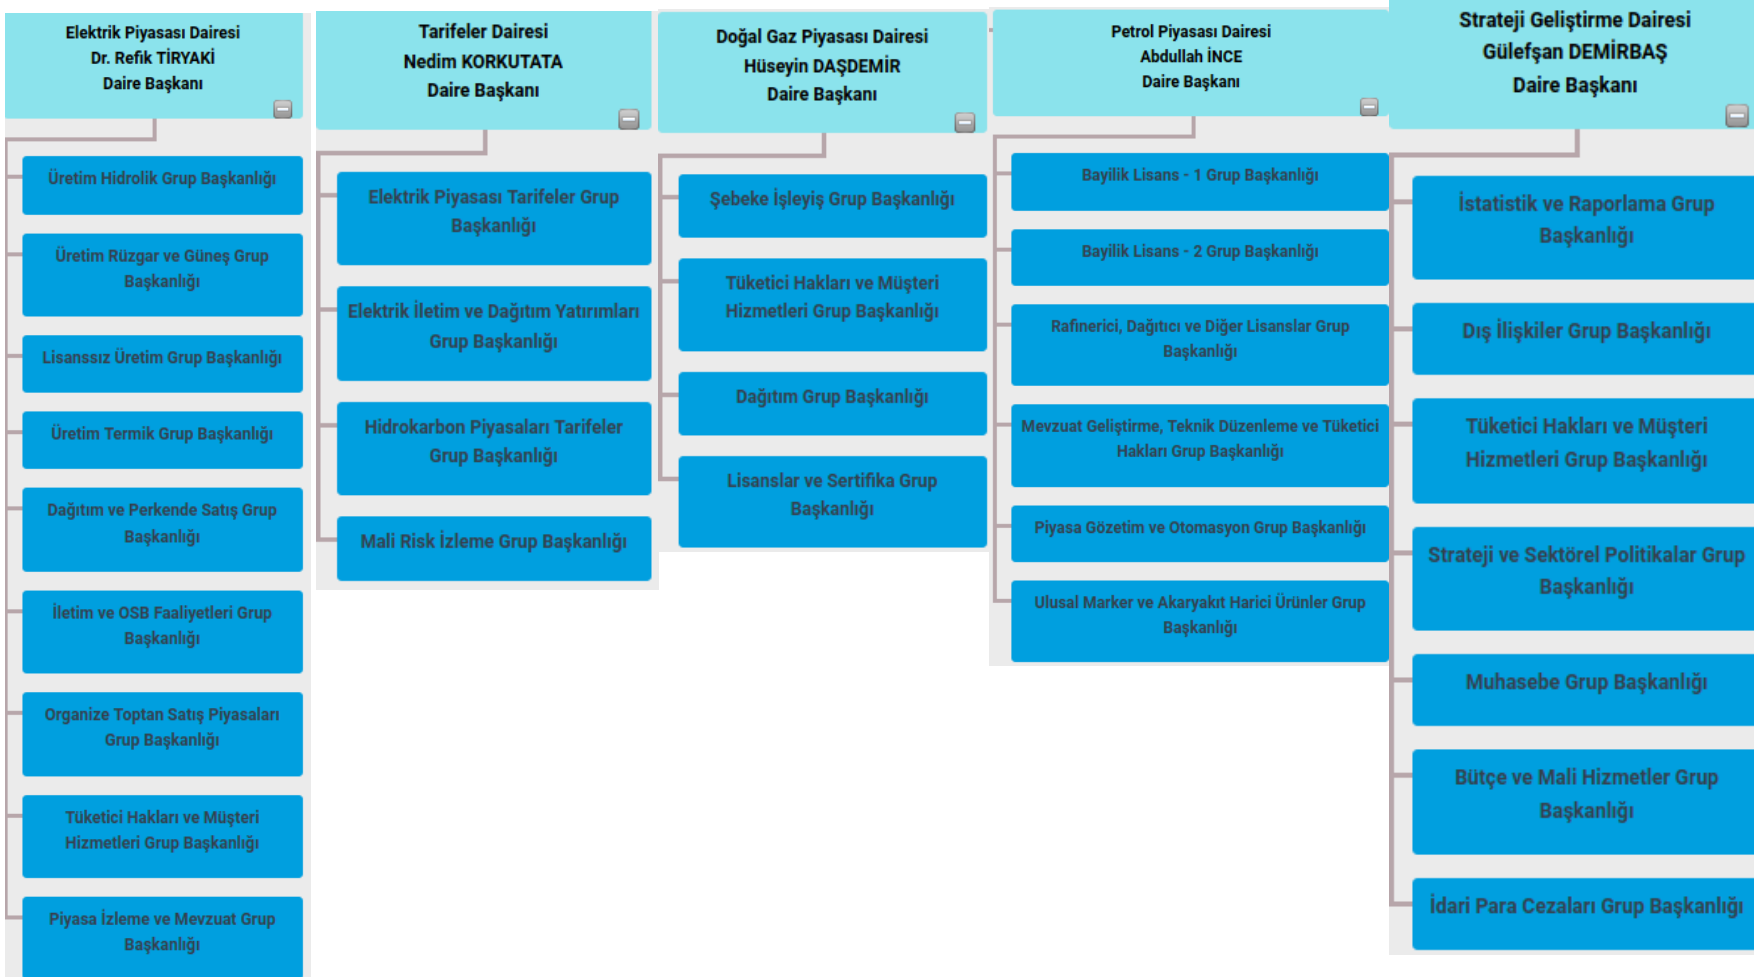 Elektrik Piyasası Dairesi
Dr. Refik TİRYAKİ
Daire Başkanı
Üretim Hidrolik Grup Başkanlığı
Üretim Rüzgar ve Güneş Grup
Başkanlığı
Lisanssız Üretim Grup Başkanlığı
Üretim Termik Grup Başkanlığı
Dağıtım ve Perkende Satış Grup
Başkanlığı
İletim ve OSB Faaliyetleri Grup
Başkanlığı
Organize Toptan Satış Piyasaları
Grup Başkanlığı
Tüketici Hakları ve Müşteri
Hizmetleri Grup Başkanlığı
Piyasa İzleme ve Mevzuat Grup
Başkanlığı
Tarifeler Dairesi
Nedim KORKUTATA
Daire Başkanı
Elektrik Piyasası Tarifeler Grup
Başkanlığı
Elektrik İletim ve Dağıtım Yatırımları
Grup Başkanlığı
Hidrokarbon Piyasaları Tarifeler
Grup Başkanlığı
Mali Risk İzleme Grup Başkanlığı
Doğal Gaz Piyasası Dairesi
Hüseyin DAŞDEMİR
Daire Başkanı
Şebeke İşleyiş Grup Başkanlığı
Tüketici Hakları ve Müşteri
Hizmetleri Grup Başkanlığı
Dağıtım Grup Başkanlığı
Lisanslar ve Sertifika Grup
Başkanlığı
Petrol Piyasası Dairesi
Abdullah İNCE
Daire Başkanı
Bayilik Lisans - 1 Grup Başkanlığı
Bayilik Lisans - 2 Grup Başkanlığı
Rafinerici, Dağıtıcı ve Diğer Lisanslar Grup
Başkanlığı
Mevzuat Geliştirme, Teknik Düzenleme ve Tüketici
Hakları Grup Başkanlığı
Piyasa Gözetim ve Otomasyon Grup Başkanlığı
Ulusal Marker ve Akaryakıt Harici Ürünler Grup
Başkanlığı
Strateji Geliştirme Dairesi
Gülefşan DEMİRBAŞ
Daire Başkanı
İstatistik ve Raporlama Grup
Başkanlığı
Dış İlişkiler Grup Başkanlığı
Tüketici Hakları ve Müşteri
Hizmetleri Grup Başkanlığı
Strateji ve Sektörel Politikalar Grup
Başkanlığı
Muhasebe Grup Başkanlığı
Bütçe ve Mali Hizmetler Grup
Başkanlığı
İdari Para Cezaları Grup Başkanlığı